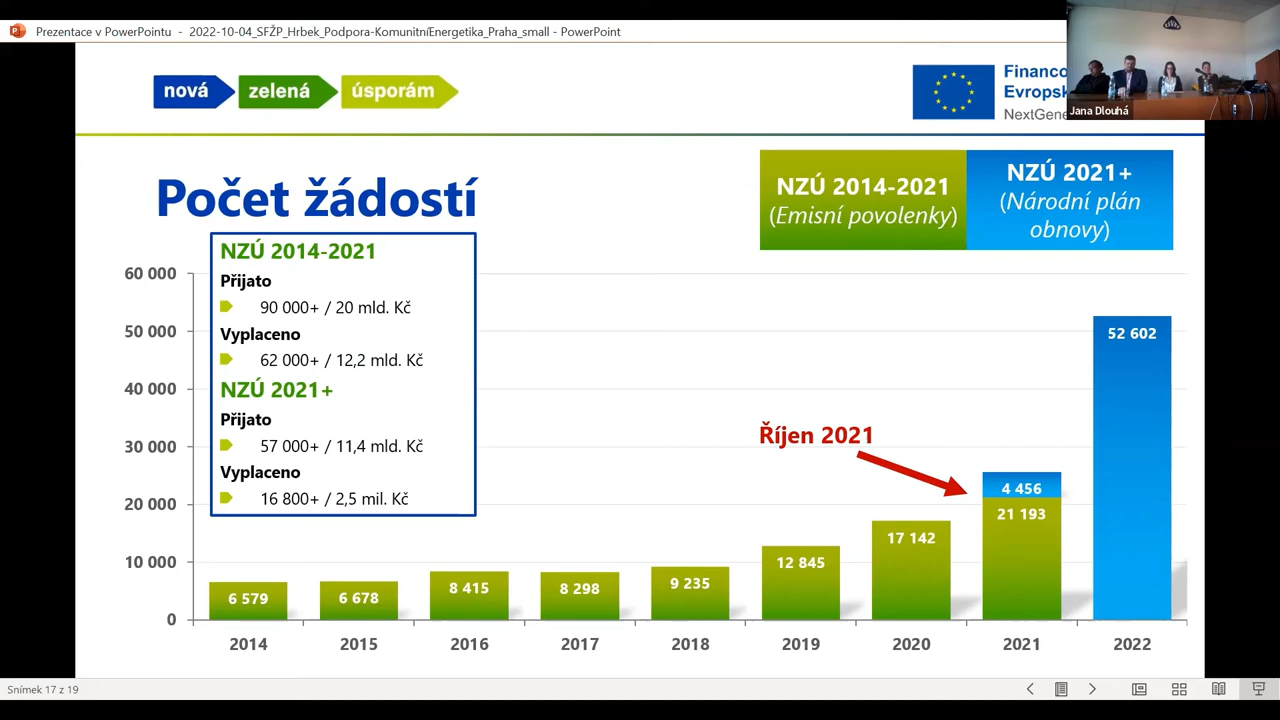 Prezentace v PowerPointu - 2022-10-04_SFŽP_Hrbek_Podpora-KomunitníEnergetika_Praha_small - PowerPoint
Jana Dlouhá
nová zelená úsporám
Financo
Evropsk
NextGene
Počet žádostí
NZÚ 2014-2021
(Emisní povolenky)
NZÚ 2021+
(Národní plán
obnovy)
NZÚ 2014-2021
Přijato
90 000+ / 20 mld. Kč
Vyplaceno
62 000+ / 12,2 mld. Kč
NZÚ 2021+
Přijato
57 000+ / 11,4 mld. Kč
Vyplaceno
16 800+ / 2,5 mil. Kč
Říjen 2021
60 000
50 000
40 000
30 000
20 000
10 000
0
6 579
6 678
8 415
8 298
9 235
12 845
17 142
4 456
21 193
52 602
2014 2015 2016 2017 2018 2019 2020 2021 2022
Snímek 17 z 19